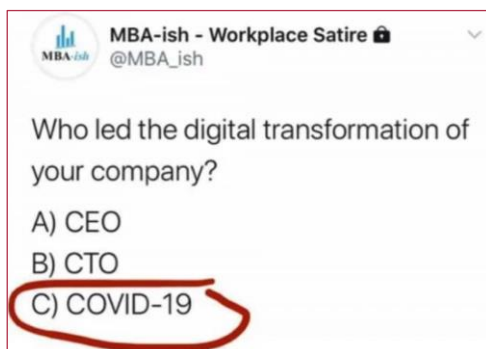 MBA-ish
MBA-ish - Workplace Satire
@MBA_ish
Who led the digital transformation of
your company?
A) CEO
B) CTO
C) COVID-19